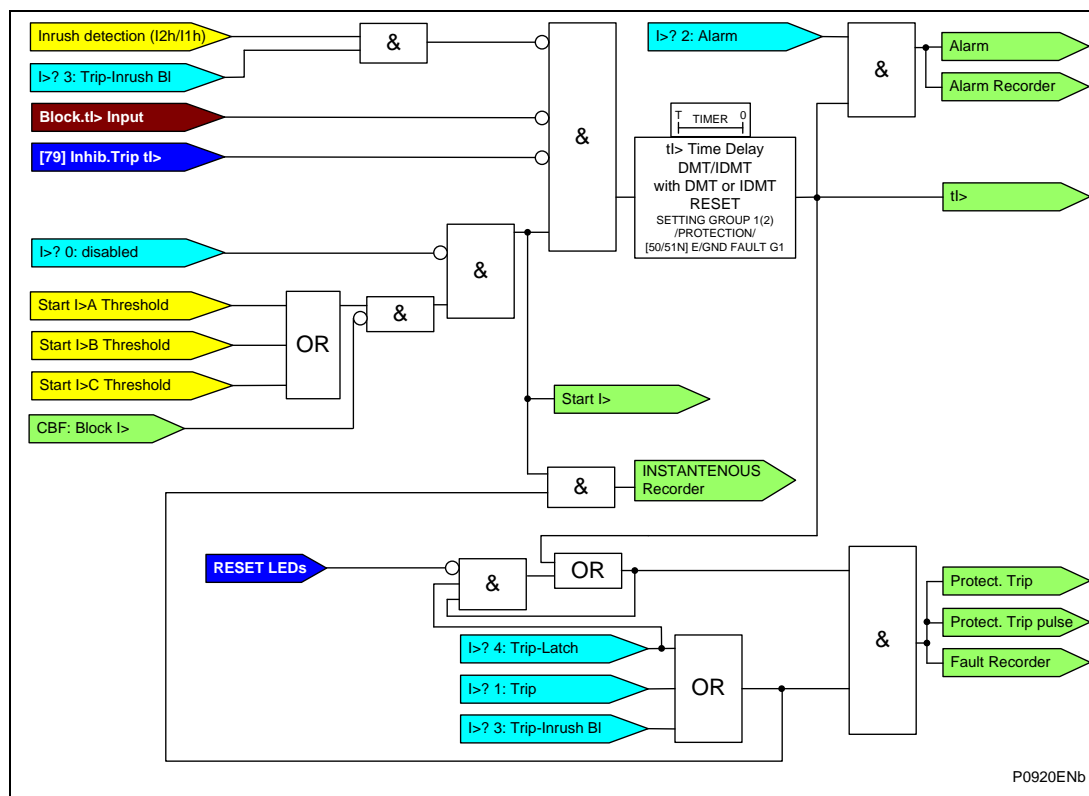 Inrush detection (I2h/I1h)
&
I>? 3: Trip-Inrush Bl
Block.tI> Input
[79] Inhib.Trip tI>
&
I>? 2: Alarm
&
Alarm
Alarm Recorder
T TIMER 0
tI> Time Delay
DMT/IDMT
with DMT or IDMT
RESET
SETTING GROUP 1(2)
/PROTECTION/
[50/51N] E/GND FAULT G1
tI>
I>? 0: disabled
&
Start I>A Threshold
Start I>B Threshold
Start I>C Threshold
OR
&
CBF: Block I>
Start I>
&
INSTANTENOUS
Recorder
RESET LEDs
&
OR
I>? 4: Trip-Latch
I>? 1: Trip
I>? 3: Trip-Inrush Bl
OR
&
Protect. Trip
Protect. Trip pulse
Fault Recorder
P0920ENb